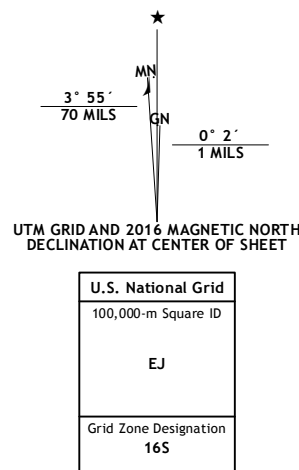 MN
3° 55´
70 MILS
GN
0° 2´
1 MILS
UTM GRID AND 2016 MAGNETIC NORTH
DECLINATION AT CENTER OF SHEET
U.S. National Grid
100,000-m Square ID
EJ
Grid Zone Designation
16S